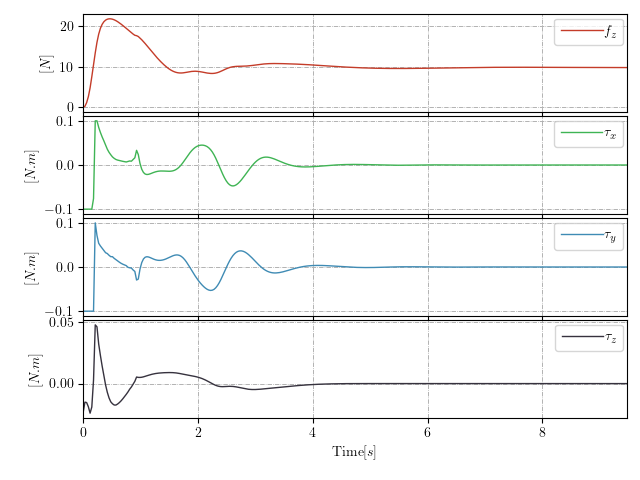 20
10
0
[N]
f_z
0.1
0.0
−0.1
[N.m]
τ_x
0.1
0.0
−0.1
[N.m]
τ_y
0.05
0.00
[N.m]
τ_z
0 2 4 6 8
Time[s]